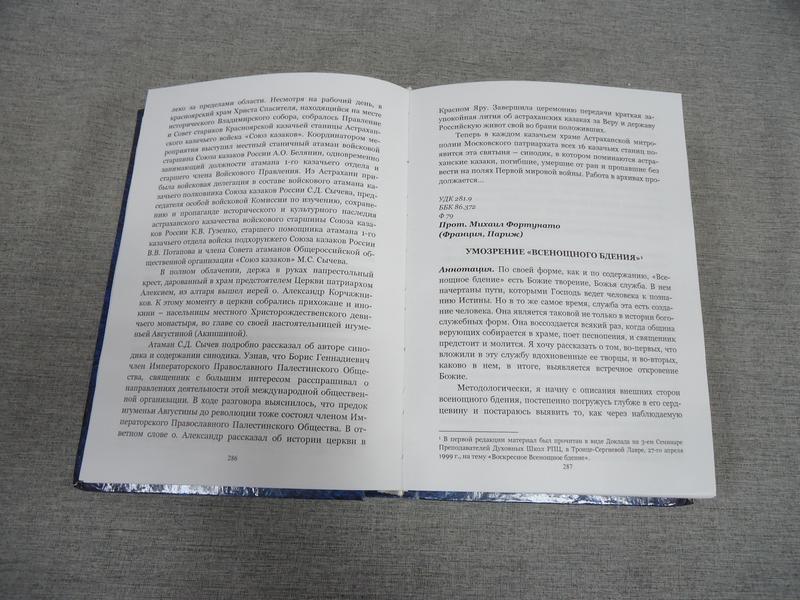 леко за пределами области. Несмотря на рабочий день, в
красноярский храм Христа Спасителя, находящийся на месте
исторического Владимирского собора, собралось Правление
и Совет стариков Красноярской казачьей станицы Астрахан-
ского казачьего войска «Союз казаков». Координатором ме-
роприятия выступил местный станичный атаман войсковой
старшина Союза казаков России А.О. Белянин, одновременно
занимающий должности атамана 1-го казачьего отдела и
старшего члена Войскового Правления. Из Астрахани при-
была войсковая делегация в составе войскового атамана ка-
зачьего полковника Союза казаков России С.Д. Сычева, пред-
седателя особой войсковой Комиссии по изучению, сохране-
нию и пропаганде исторического и культурного наследия
астраханского казачества войскового старшины Союза каза-
ков России К.В. Гузенко, старшего помощника атамана 1-го
казачьего отдела войска подхорунжего Союза казаков России
В.В. Потапова и члена Совета атаманов Общероссийской об-
щественной организации «Союз казаков» М.С. Сычева.
В полном облачении, держа в руках напрестольный
крест, дарованный в храм предстоятелем Церкви патриархом
Алексием, из алтаря вышел иерей о. Александр Корчажни-
ков. К этому моменту в церкви собрались прихожане и ино-
кини – насельницы местного Христорождественского деви-
чьего монастыря, во главе со своей настоятельницей игуме-
ньей Августиной (Акиншиной).
Атаман С.Д. Сычев подробно рассказал об авторе сино-
дика и содержании синодика. Узнав, что Борис Геннадиевич
член Императорского Православного Палестинского Обще-
ства, священник с большим интересом расспрашивал о
направлениях деятельности этой международной обществен-
ной организации. В ходе разговора выяснилось, что предок
игуменьи Августины до революции тоже состоял членом Им-
ператорского Православного Палестинского Общества. В от-
ветном слове о. Александр рассказал об истории церкви в
286
Красном Яру. Завершила церемонию передачи краткая за-
упокойная лития об астраханских казаках за Веру и державу
Российскую живот свой во брани положивших.
Теперь в каждом казачьем храме Астраханской митро-
полии Московского патриархата всех 16 казачьих станиц по-
явится эта святыня – синодик, в котором поминаются астра-
ханские казаки, погибшие, умершие от ран и пропавшие без
вести на полях Первой мировой войны. Работа в архивах про-
должается...
УДК 281.9
ББК 86.372
Ф 79
Прот. Михаил Фортунато
(Франция, Париж)
УМОЗРЕНИЕ «ВСЕНОЩНОГО БДЕНИЯ»¹
Аннотация. По своей форме, как и по содержанию, «Все-
нощное бдение» есть Божие творение, Божья служба. В нем
начертаны пути, которыми Господь ведет человека к позна-
нию Истины. Но в то же самое время, служба эта есть созда-
ние человека. Она является таковой не только в истории бого-
служебных форм. Она воссоздается всякий раз, когда община
верующих собирается в храме, поет песнопения, и священник
предстоит и молится. Я хочу рассказать о том, во-первых, что
вложили в эту службу вдохновенные ее творцы, и во-вторых,
каково в нем, в итоге, выявляется встречное откровение
Божие.
Методологически, я начну с описания внешних сторон
всенощного бдения, постепенно погружусь глубже в его серд-
цевину и постараюсь выявить то, как через наблюдаемую
¹ В первой редакции материал был прочитан в виде Доклада на 3-ем Семинаре
Преподавателей Духовных Школ РПЦ, в Троице-Сергиевой Лавре, 27-го апреля
1999 г., на тему «Воскресное Всенощное бдение».
287